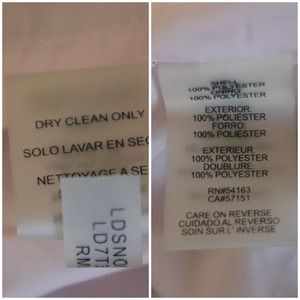 DRY CLEAN ONLY
SOLO LAVAR EN SEC
NETTOYAGE A SE
LDSN0
LD7T
RM
SHELL
100% POLYESTER
LINING
100% POLYESTER
EXTERIOR:
100% POLIESTER
FORRO:
100% POLIESTER
EXTERIEUR:
100% POLYESTER
DOUBLURE:
100% POLYESTER
RN#54163
CA#57151
CARE ON REVERSE
CUIDADO AL REVERSO
SOIN SUR L' INVERSE